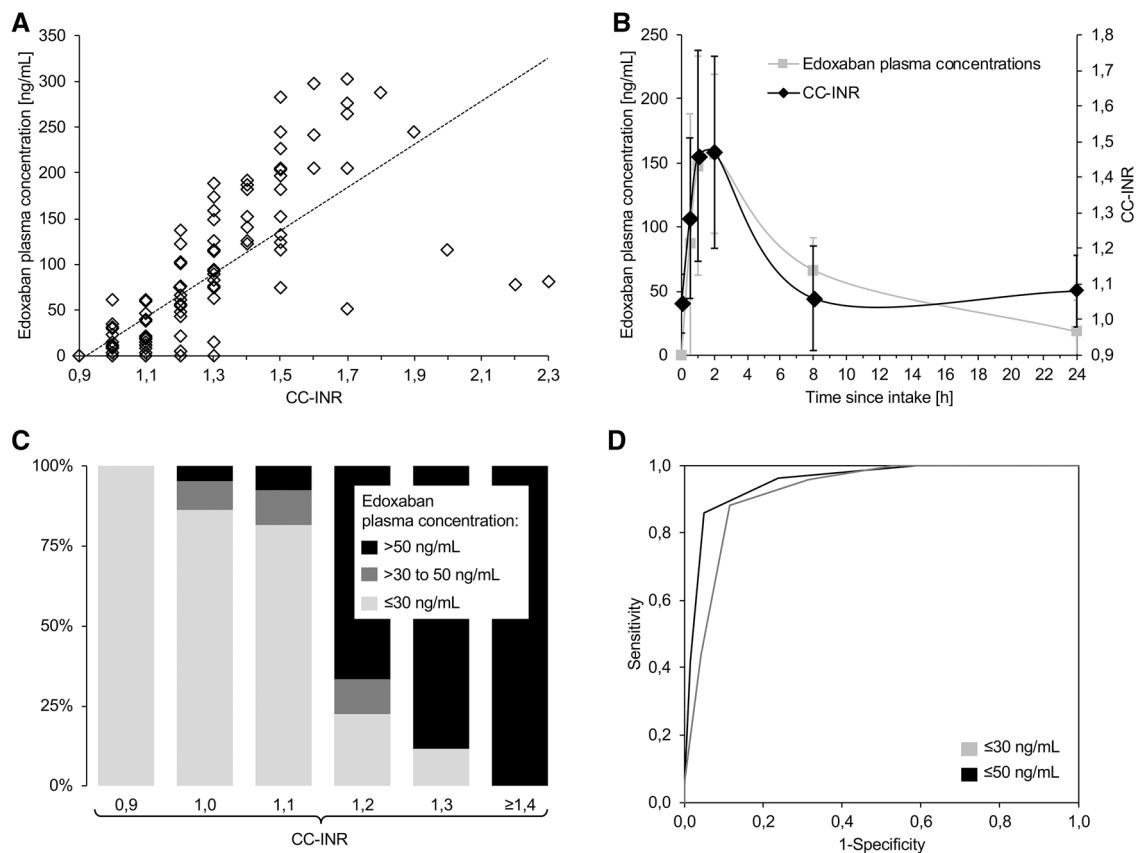 A
Edoxaban plasma concentration [ng/mL]
350
300
250
200
150
100
50
0
0,9
1,1
1,3
1,5
1,7
1,9
2,1
2,3
CC-INR
B
Edoxaban plasma concentration [ng/mL]
250
200
150
100
50
0
Edoxaban plasma concentrations
CC-INR
1,8
1,7
1,6
1,5
1,4
1,3
1,2
1,1
1,0
0,9
CC-INR
0 2 4 6 8 10 12 14 16 18 20 22 24
Time since intake [h]
C
100%
75%
50%
25%
0%
Edoxaban
plasma concentration:
>50 ng/mL
>30 to 50 ng/mL
≤30 ng/mL
0,9
1,0
1,1
1,2
1,3
≥1,4
CC-INR
D
Sensitivity
1,0
0,8
0,6
0,4
0,2
0,0
≤30 ng/mL
≤50 ng/mL
0,0
0,2
0,4
0,6
0,8
1,0
1-Specificity